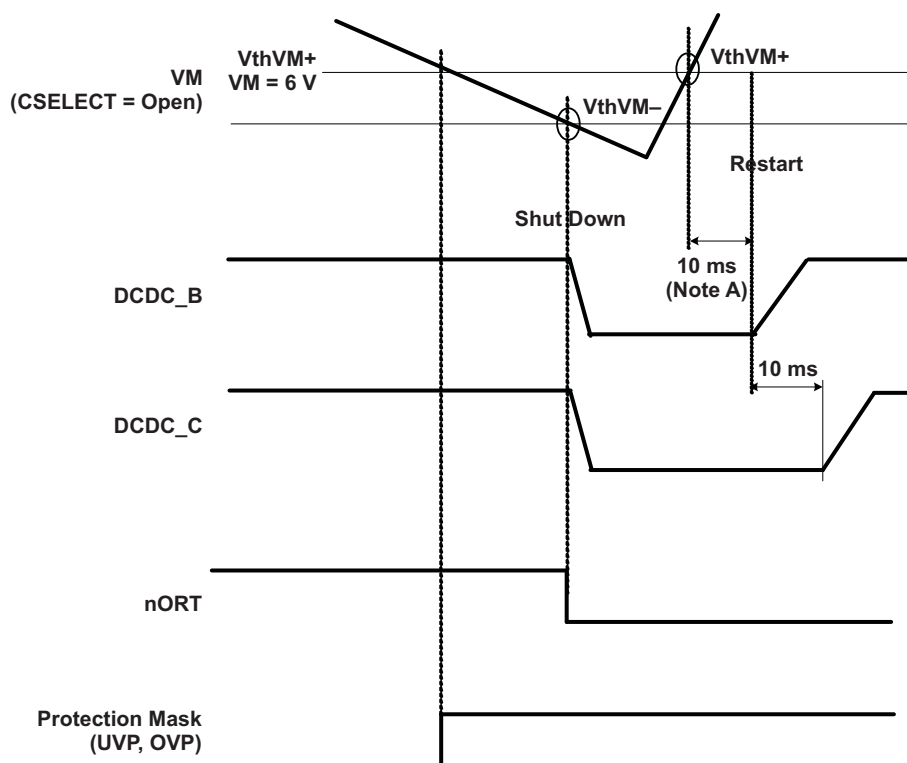 VthVM+
VM = 6 V
VM
(CSELECT = Open)
VthVM+
VthVM–
Restart
Shut Down
10 ms
(Note A)
DCDC_B
10 ms
DCDC_C
nORT
Protection Mask
(UVP, OVP)